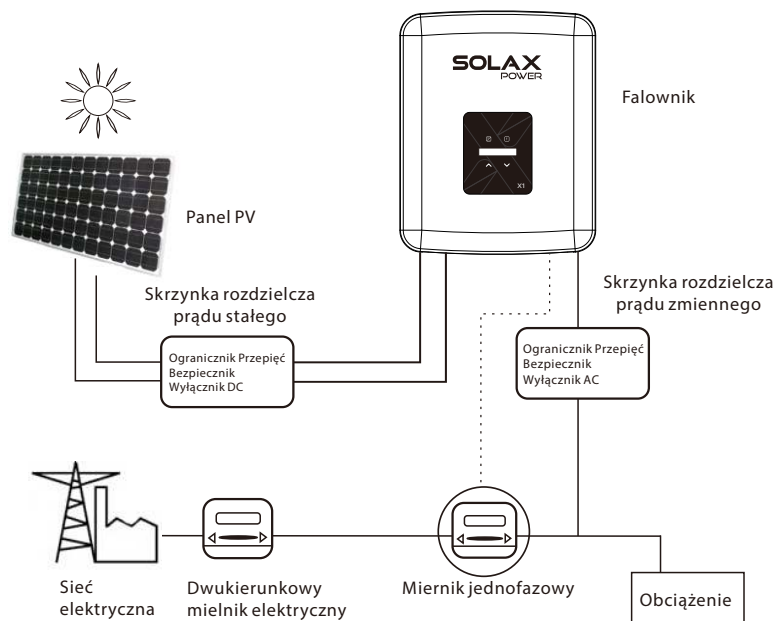 SOLAX
POWER
X1
Falownik
Panel PV
Skrzynka rozdzielcza
prądu stałego
Ogranicznik Przepięć
Bezpiecznik
Wyłącznik DC
Skrzynka rozdzielcza
prądu zmiennego
Ogranicznik Przepięć
Bezpiecznik
Wyłącznik AC
Sieć
elektryczna
Dwukierunkowy
mielnik elektryczny
Miernik jednofazowy
Obciążenie